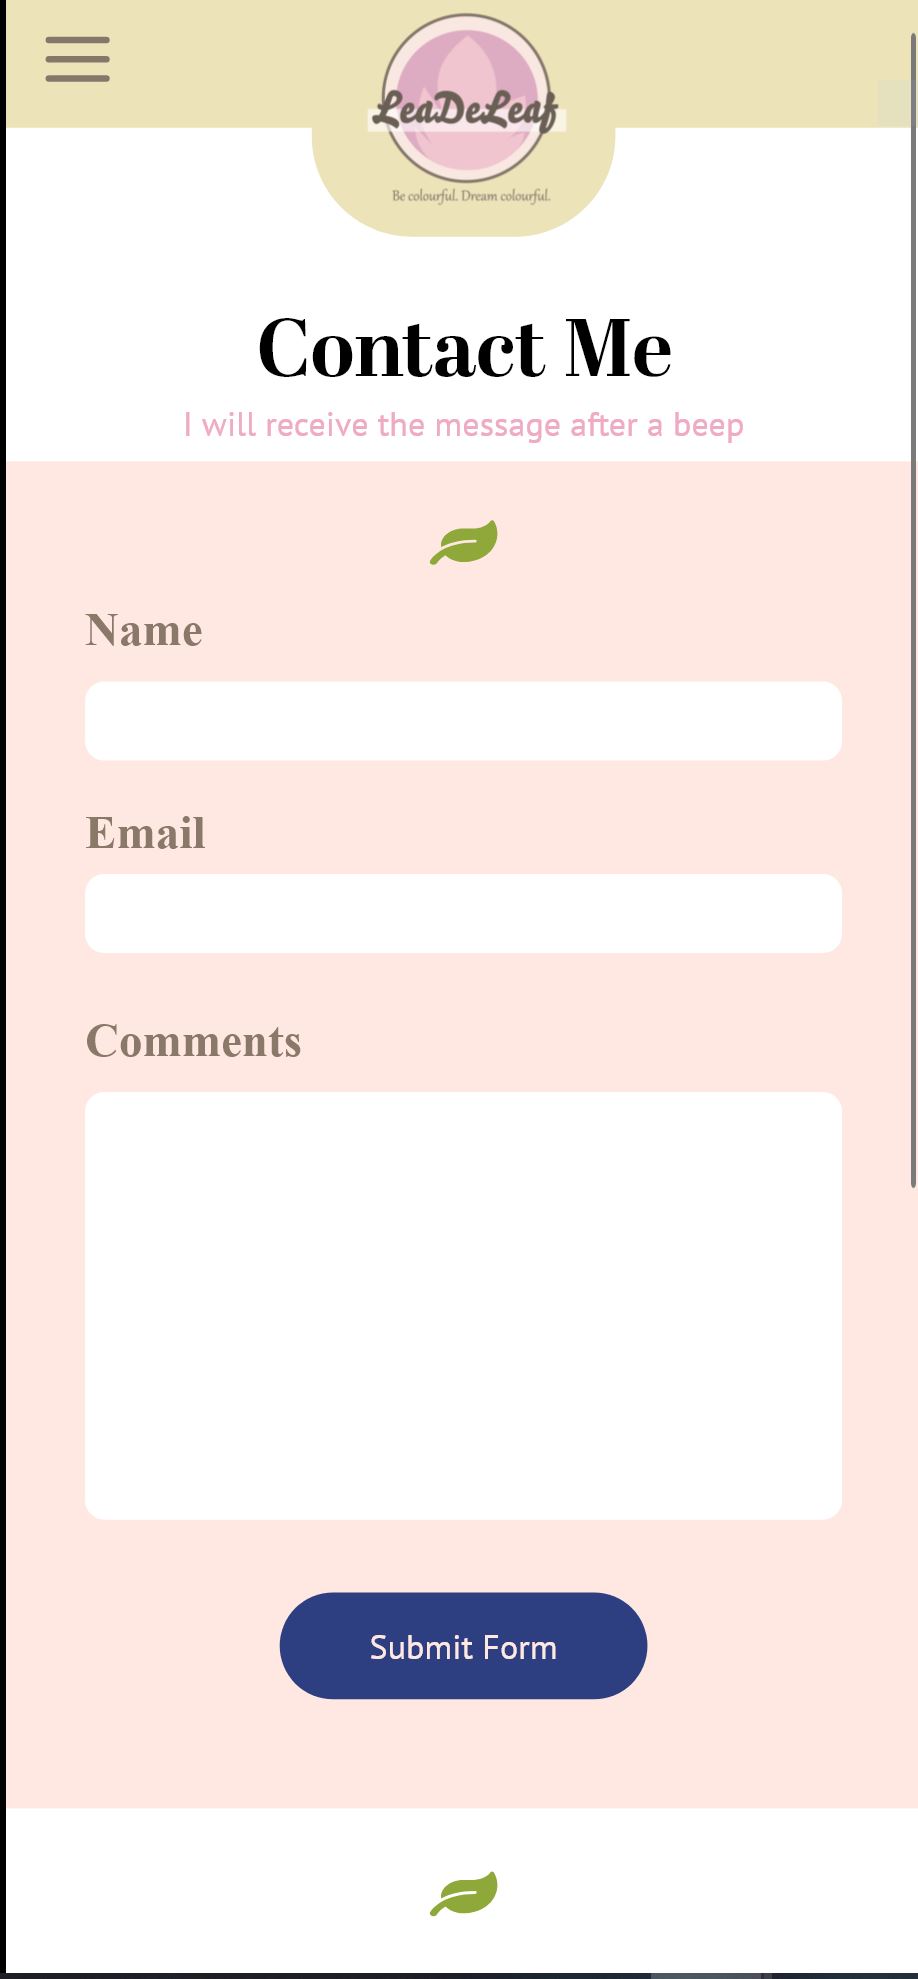 LeaDeLeaf
Be colourful. Dream colourful.
Contact Me
I will receive the message after a beep
Name
Email
Comments
Submit Form